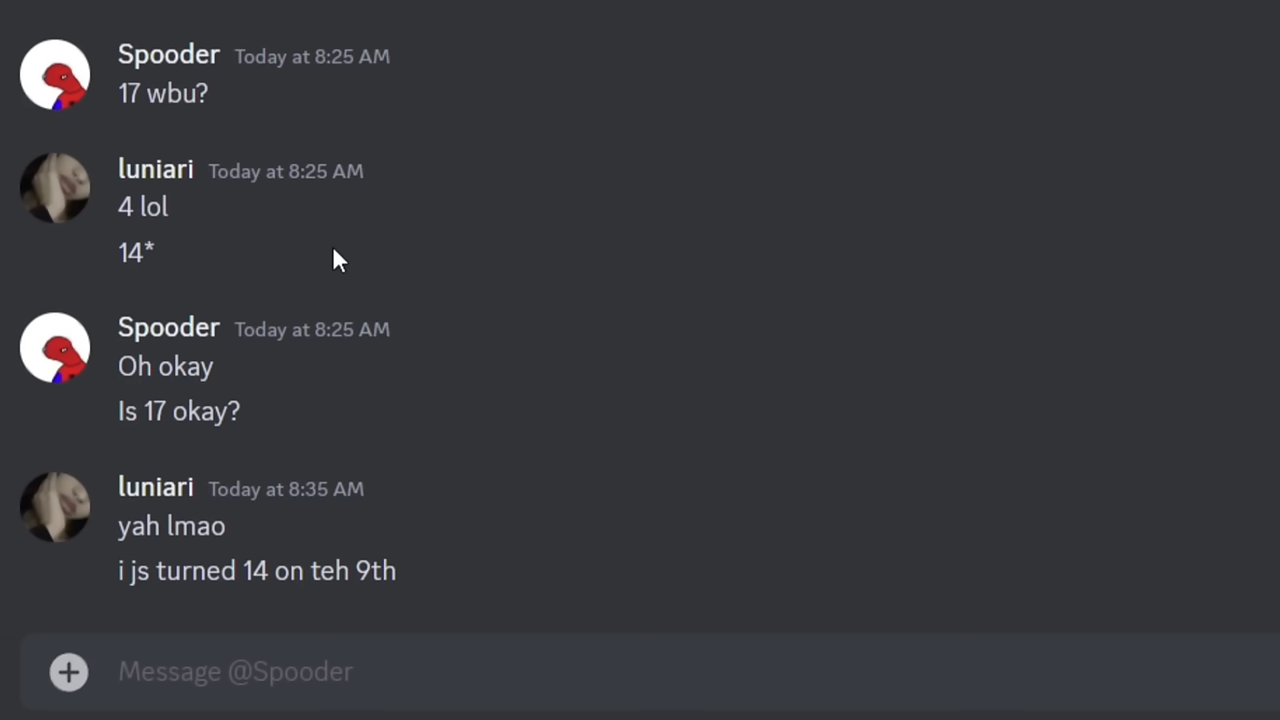 Spooder Today at 8:25 AM
17 wbu?
luniari Today at 8:25 AM
4 lol
14*
Spooder Today at 8:25 AM
Oh okay
Is 17 okay?
luniari Today at 8:35 AM
yah lmao
i js turned 14 on teh 9th
Message @Spooder